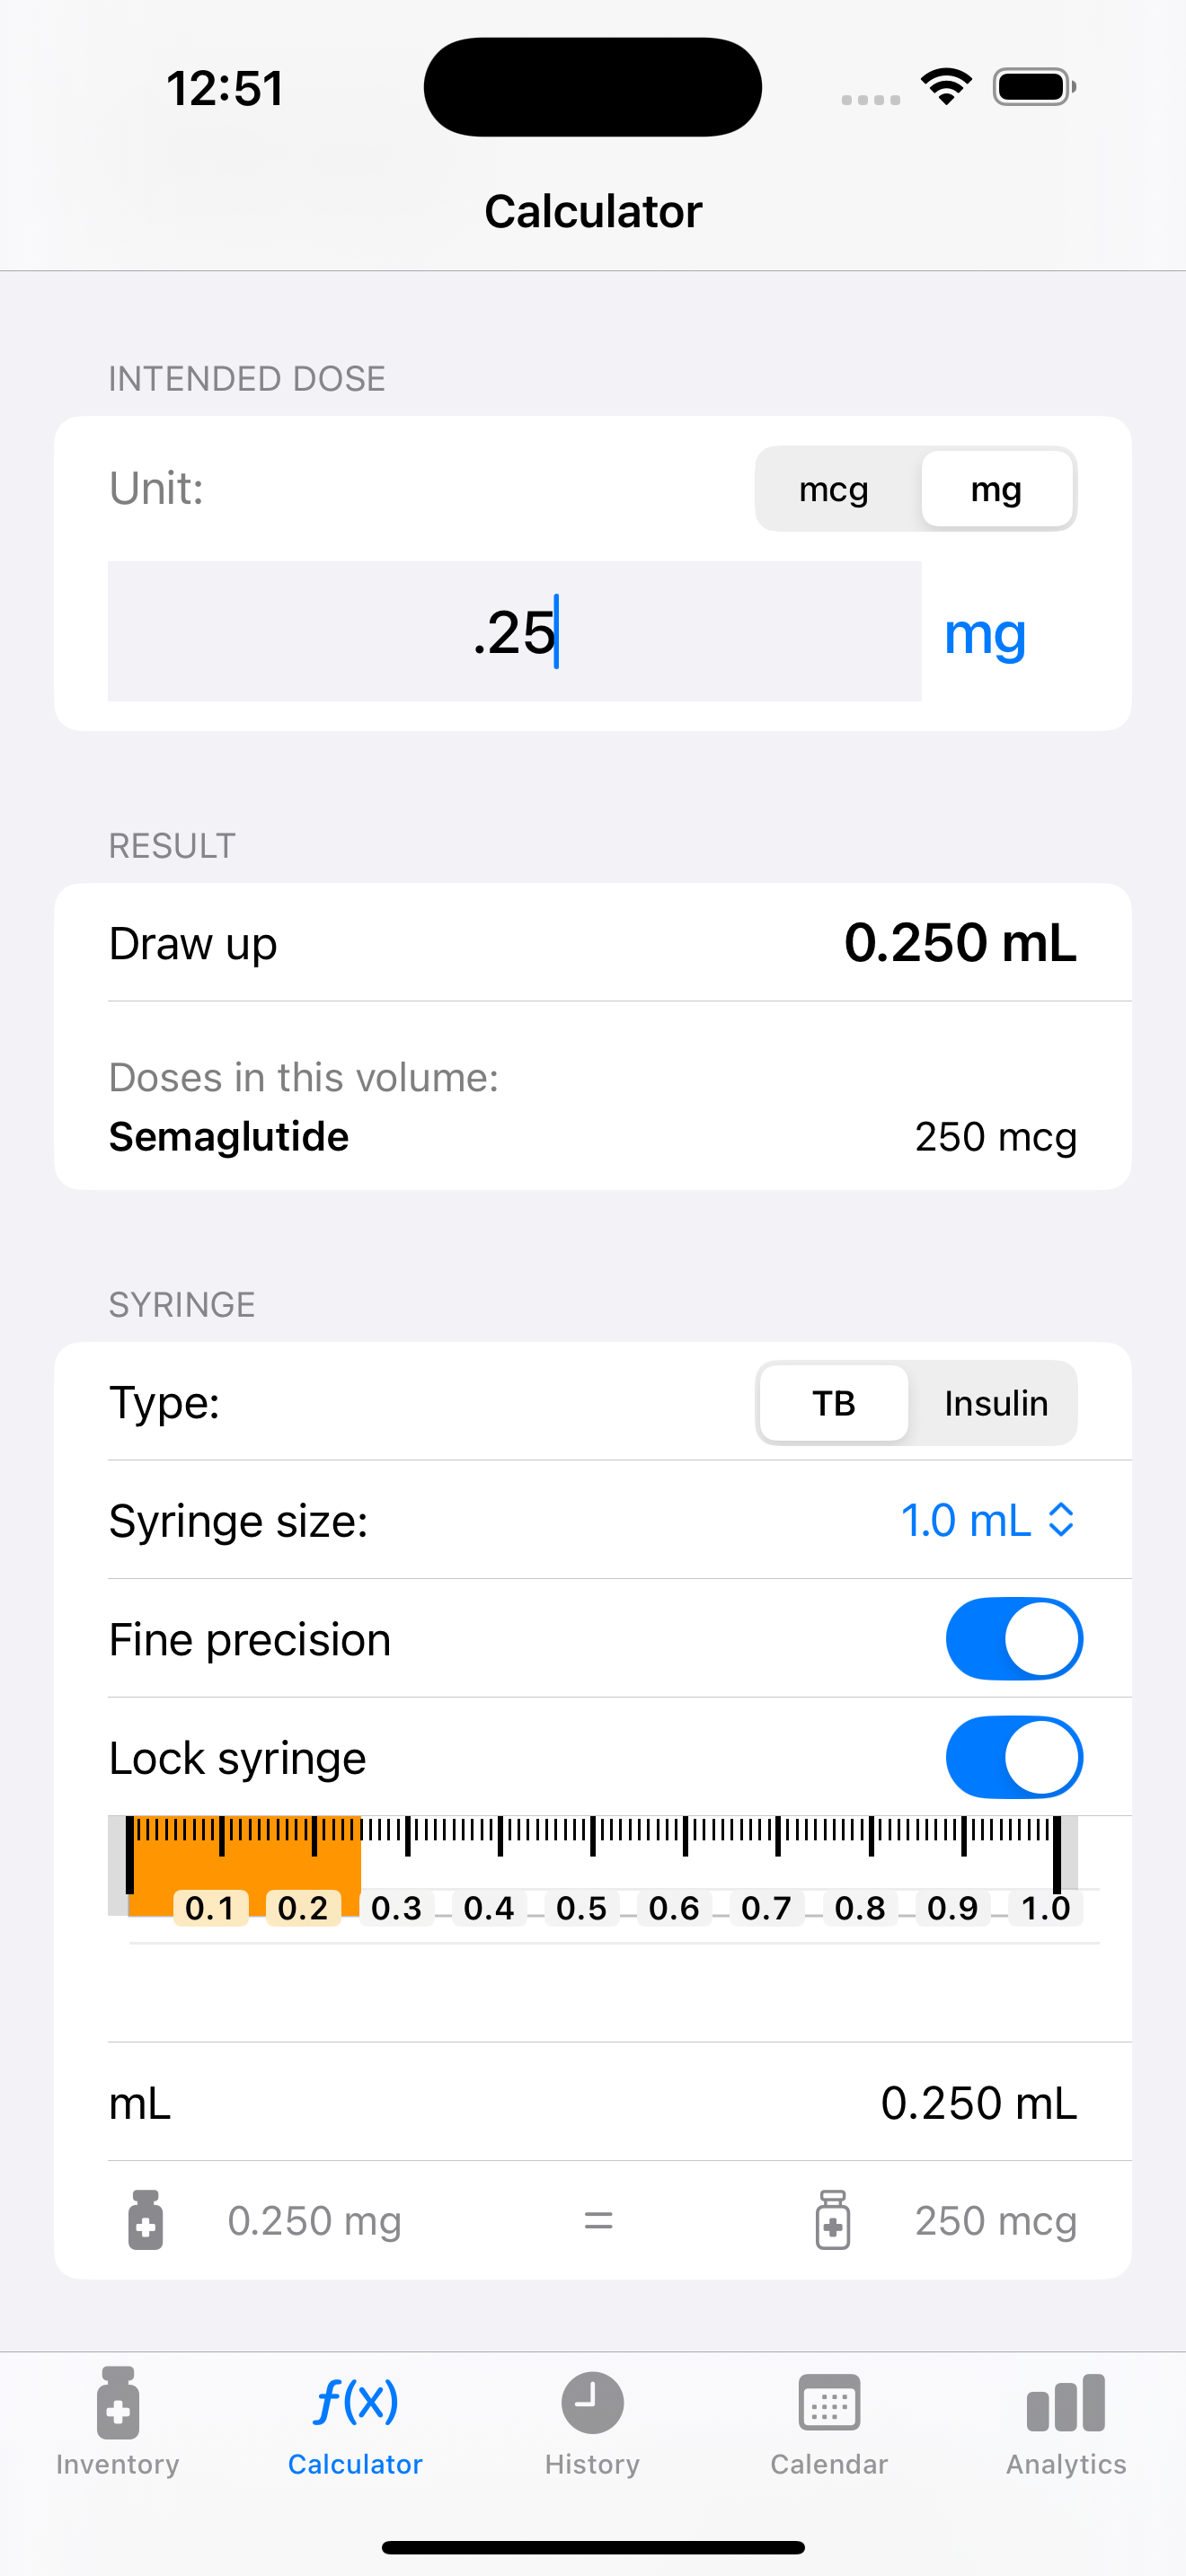 12:51
Calculator
INTENDED DOSE
Unit: mcg mg
.25 mg
RESULT
Draw up 0.250 mL
Doses in this volume:
Semaglutide 250 mcg
SYRINGE
Type: TB Insulin
Syringe size: 1.0 mL
Fine precision
Lock syringe
0.1 0.2 0.3 0.4 0.5 0.6 0.7 0.8 0.9 1.0
mL 0.250 mL
0.250 mg = 250 mcg
f(x)
Inventory Calculator History Calendar Analytics